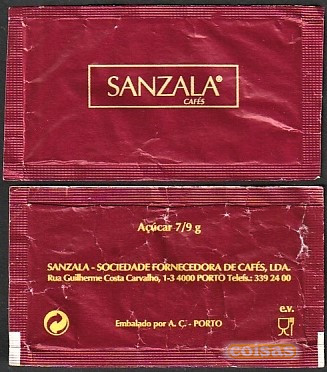 SANZALA®
CAFÉS
Açúcar 7/9 g
SANZALA - SOCIEDADE FORNECEDORA DE CAFÉS, LDA.
Rua Guilherme Costa Carvalho, 1-3 4000 PORTO Telefs.: 339 24 00
e.v.
Embalado por A. Ç. - PORTO
coisas